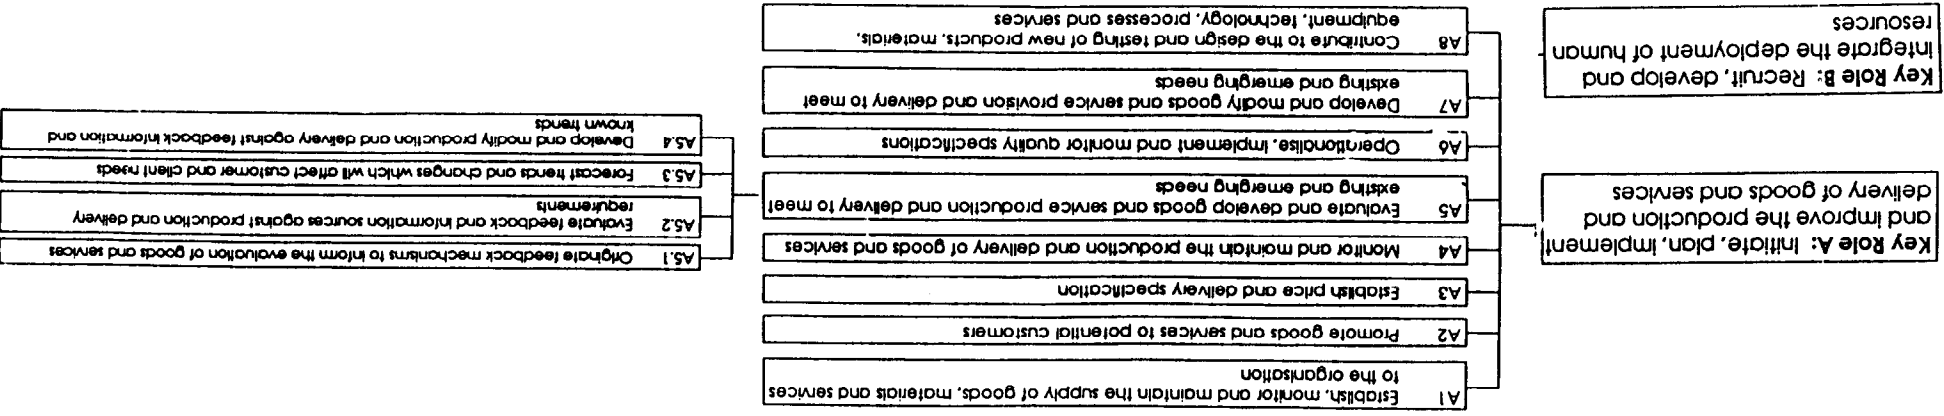 Key Role A: Initiate, plan, implement
and improve the production and
delivery of goods and services
Key Role B: Recruit, develop and
integrate the deployment of human
resources
A1 Establish, monitor and maintain the supply of goods, materials and services
to the organisation
A2 Promote goods and services to potential customers
A3 Establish price and delivery specification
A4 Monitor and maintain the production and delivery of goods and services
A5 Evaluate and develop goods and service production and delivery to meet
existing and emerging needs
A6 Operationalise, implement and monitor quality specifications
A7 Develop and modify goods and service provision and delivery to meet
existing and emerging needs
A8 Contribute to the design and testing of new products, materials,
equipment, technology, processes and services
A5.1 Originate feedback mechanisms to inform the evaluation of goods and services
A5.2 Evaluate feedback and information sources against production and delivery
requirements
A5.3 Forecast trends and changes which will affect customer and client needs
A5.4 Develop and modify production and delivery against feedback information and
known trends